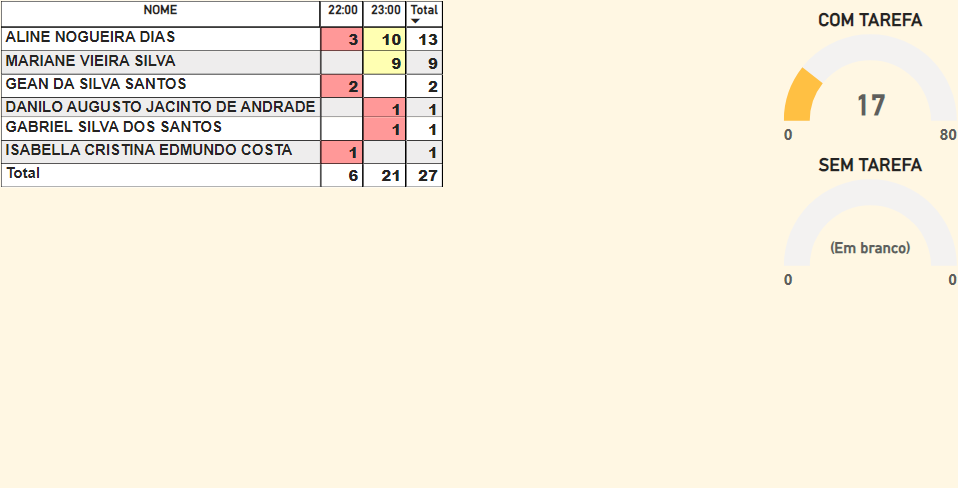 NOME 22:00 23:00 Total
ALINE NOGUEIRA DIAS 3 10 13
MARIANE VIEIRA SILVA 9 9
GEAN DA SILVA SANTOS 2 2
DANILO AUGUSTO JACINTO DE ANDRADE 1 1
GABRIEL SILVA DOS SANTOS 1 1
ISABELLA CRISTINA EDMUNDO COSTA 1 1
Total 6 21 27
COM TAREFA
17
0 80
SEM TAREFA
(Em branco)
0 0